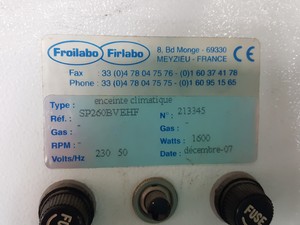 Froilabo Firlabo
8, Bd Monge - 69330
MEYZIEU - FRANCE
Fax : 33 (0)4 78 04 75 76 - (0)1 60 37 41 78
Phone : 33 (0)4 78 04 75 75 - (0)1 60 95 15 65
Type : enceinte climatique
Réf.: SP260BVEHF N° : 213345
Gas : - Gas : -
RPM : - Watts : 1600
Volts/Hz 230 50 Date : décembre-07
FUSE
FUSE